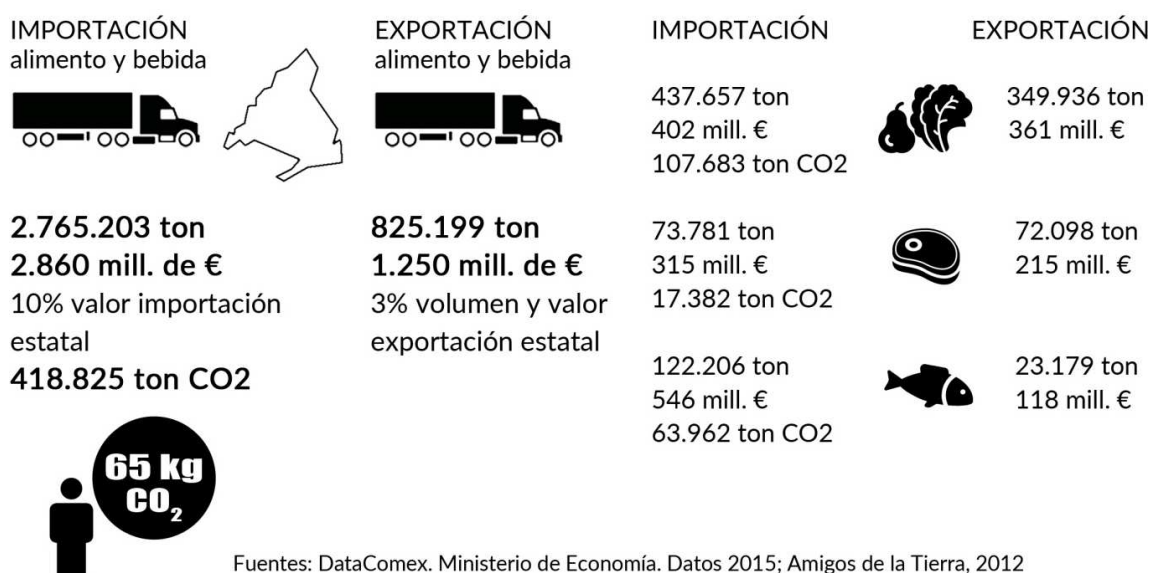 IMPORTACIÓN
alimento y bebida
2.765.203 ton
2.860 mill. de €
10% valor importación
estatal
418.825 ton CO2
65 kg
CO₂
EXPORTACIÓN
alimento y bebida
825.199 ton
1.250 mill. de €
3% volumen y valor
exportación estatal
IMPORTACIÓN
EXPORTACIÓN
437.657 ton
402 mill. €
107.683 ton CO2
349.936 ton
361 mill. €
73.781 ton
315 mill. €
17.382 ton CO2
72.098 ton
215 mill. €
122.206 ton
546 mill. €
63.962 ton CO2
23.179 ton
118 mill. €
Fuentes: DataComex. Ministerio de Economía. Datos 2015; Amigos de la Tierra, 2012